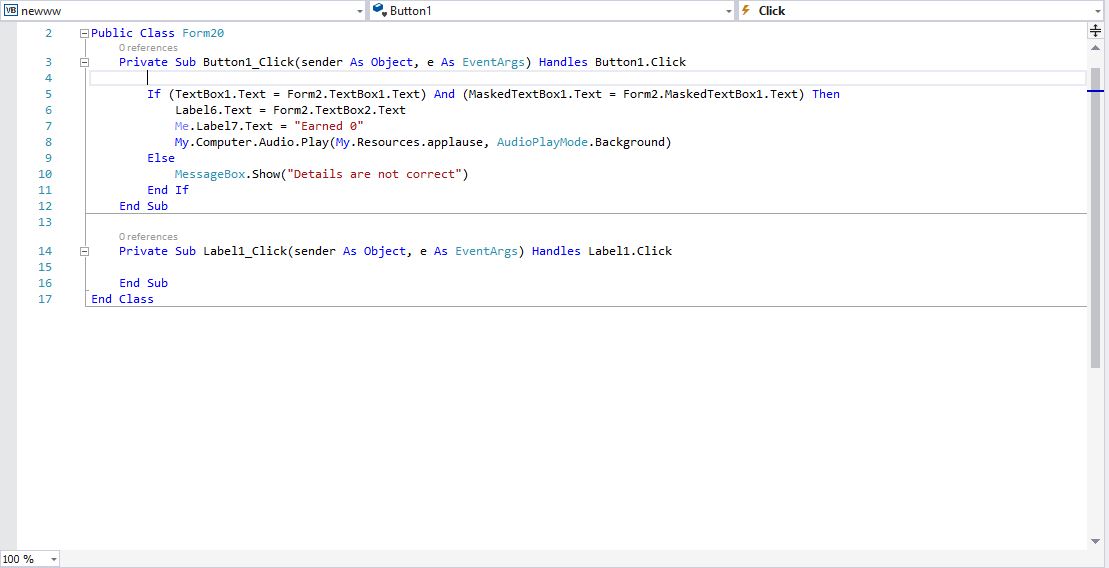 VB newww Button1 Click
2 Public Class Form20
0 references
3 Private Sub Button1_Click(sender As Object, e As EventArgs) Handles Button1.Click
4
5 If (TextBox1.Text = Form2.TextBox1.Text) And (MaskedTextBox1.Text = Form2.MaskedTextBox1.Text) Then
6 Label6.Text = Form2.TextBox2.Text
7 Me.Label7.Text = "Earned 0"
8 My.Computer.Audio.Play(My.Resources.applause, AudioPlayMode.Background)
9 Else
10 MessageBox.Show("Details are not correct")
11 End If
12 End Sub
13
0 references
14 Private Sub Label1_Click(sender As Object, e As EventArgs) Handles Label1.Click
15
16 End Sub
17 End Class
100 %